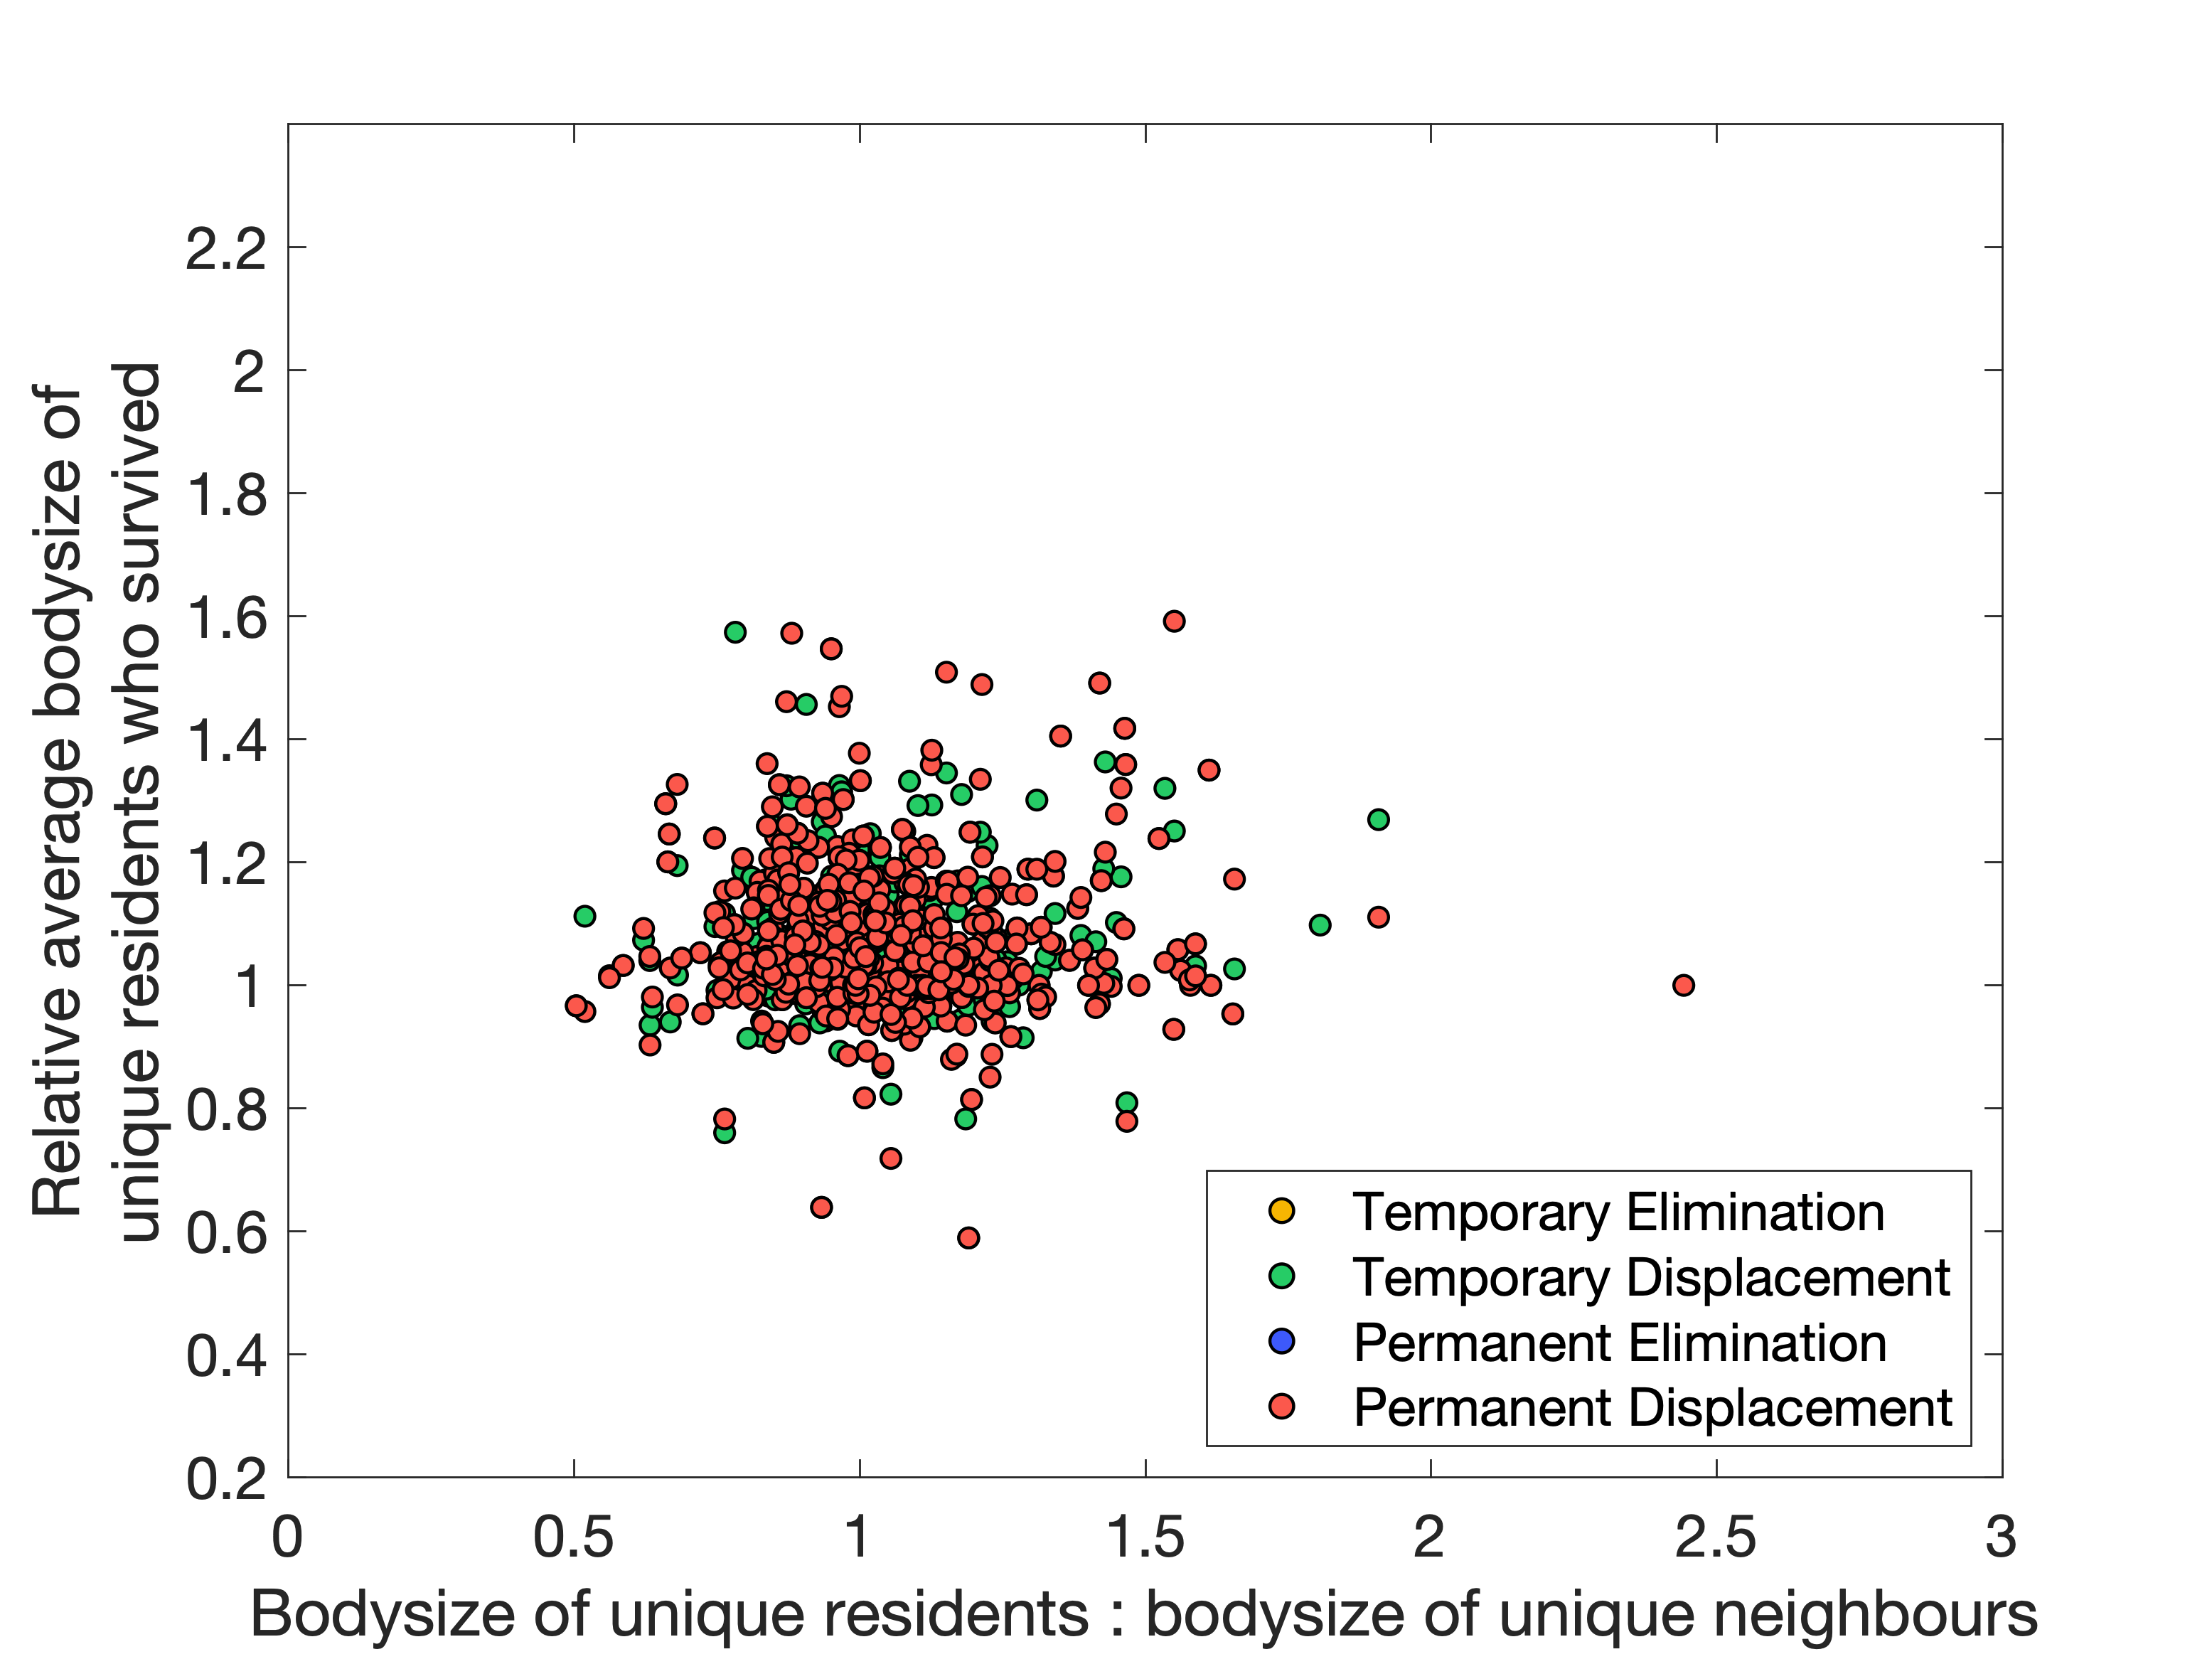 Relative average bodysize of
unique residents who survived
2.2
2
1.8
1.6
1.4
1.2
1
0.8
0.6
0.4
0.2
Temporary Elimination
Temporary Displacement
Permanent Elimination
Permanent Displacement
0 0.5 1 1.5 2 2.5 3
Bodysize of unique residents : bodysize of unique neighbours